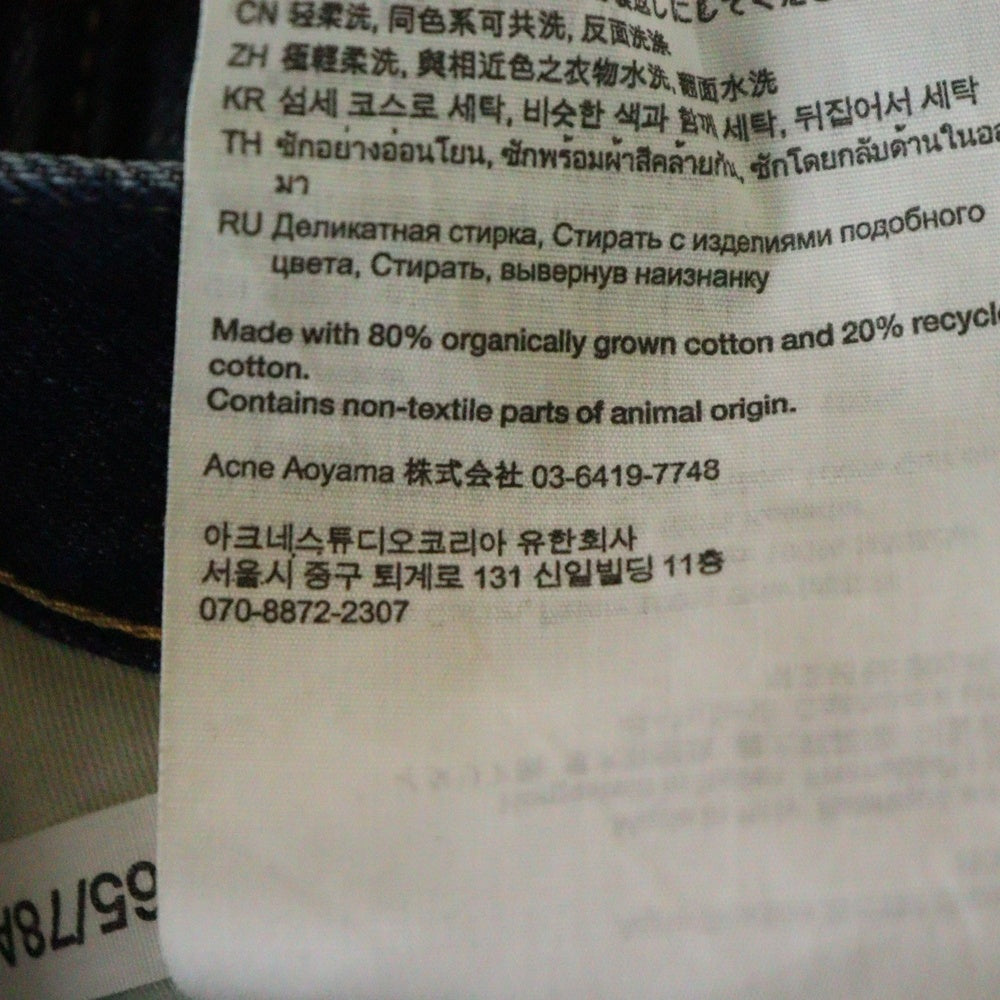 にしてくだ
CN 轻柔洗, 同色系可共洗, 反面洗涤
ZH 極輕柔洗, 與相近色之衣物水洗, 翻面水洗
KR 섬세 코스로 세탁, 비슷한 색과 함께 세탁, 뒤집어서 세탁
TH ซักอย่างอ่อนโยน, ซักพร้อมผ้าสีคล้ายกัน, ซักโดยกลับด้านในออ
มา
RU Деликатная стирка, Стирать с изделиями подобного
цвета, Стирать, вывернув наизнанку
Made with 80% organically grown cotton and 20% recycle
cotton.
Contains non-textile parts of animal origin.
Acne Aoyama 株式会社 03-6419-7748
아크네스튜디오코리아 유한회사
서울시 중구 퇴계로 131 신일빌딩 11층
070-8872-2307
65/78A